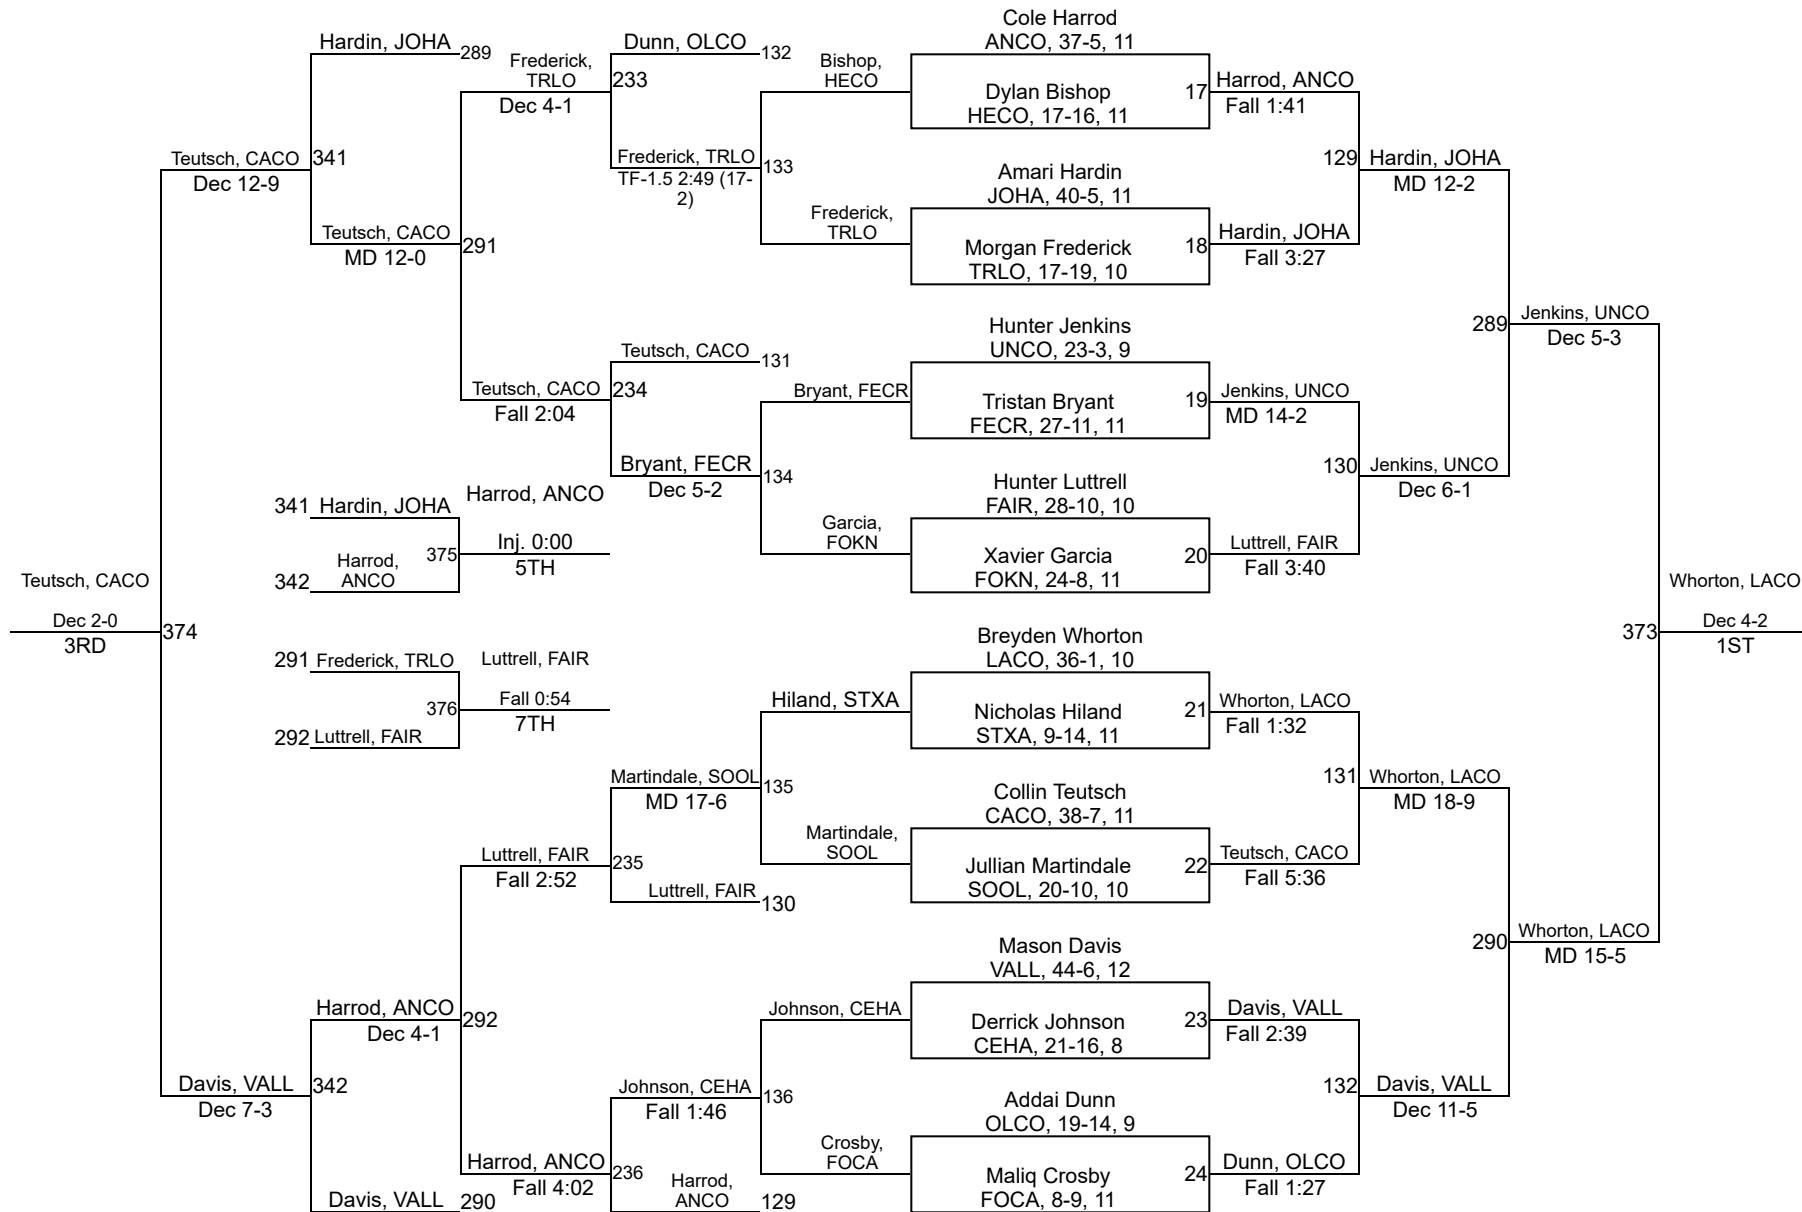 Cole Harrod
ANCO, 37-5, 11
Hardin, JOHA
289
Dunn, OLCO
132
Frederick,
TRLO
Dec 4-1
233
Bishop,
HECO
Dylan Bishop
HECO, 17-16, 11
17
Harrod, ANCO
Fall 1:41
Teutsch, CACO
Dec 12-9
341
Frederick, TRLO
TF-1.5 2:49 (17-
2)
133
Amari Hardin
JOHA, 40-5, 11
129
Hardin, JOHA
MD 12-2
Teutsch, CACO
MD 12-0
291
Frederick,
TRLO
Morgan Frederick
TRLO, 17-19, 10
18
Hardin, JOHA
Fall 3:27
Hunter Jenkins
UNCO, 23-3, 9
289
Jenkins, UNCO
Dec 5-3
Teutsch, CACO
131
Teutsch, CACO
Fall 2:04
234
Bryant, FECR
Tristan Bryant
FECR, 27-11, 11
19
Jenkins, UNCO
MD 14-2
Bryant, FECR
Dec 5-2
134
Hunter Luttrell
FAIR, 28-10, 10
130
Jenkins, UNCO
Dec 6-1
341
Hardin, JOHA
Harrod, ANCO
342
Harrod,
ANCO
375
Inj. 0:00
5TH
Garcia,
FOKN
Xavier Garcia
FOKN, 24-8, 11
20
Luttrell, FAIR
Fall 3:40
Teutsch, CACO
Dec 2-0
3RD
374
Whorton, LACO
373
Dec 4-2
1ST
Breyden Whorton
LACO, 36-1, 10
291
Frederick, TRLO
Luttrell, FAIR
292
Luttrell, FAIR
376
Fall 0:54
7TH
Hiland, STXA
Nicholas Hiland
STXA, 9-14, 11
21
Whorton, LACO
Fall 1:32
Martindale, SOOL
MD 17-6
135
Collin Teutsch
CACO, 38-7, 11
131
Whorton, LACO
MD 18-9
Luttrell, FAIR
Fall 2:52
235
Luttrell, FAIR
130
Martindale,
SOOL
Jullian Martindale
SOOL, 20-10, 10
22
Teutsch, CACO
Fall 5:36
Mason Davis
VALL, 44-6, 12
290
Whorton, LACO
MD 15-5
Harrod, ANCO
Dec 4-1
292
Johnson, CEHA
Derrick Johnson
CEHA, 21-16, 8
23
Davis, VALL
Fall 2:39
Davis, VALL
Dec 7-3
342
Johnson, CEHA
Fall 1:46
136
Addai Dunn
OLCO, 19-14, 9
132
Davis, VALL
Dec 11-5
Harrod, ANCO
Fall 4:02
236
Crosby,
FOCA
Maliq Crosby
FOCA, 8-9, 11
24
Dunn, OLCO
Fall 1:27
Davis, VALL
290
Harrod,
ANCO
129